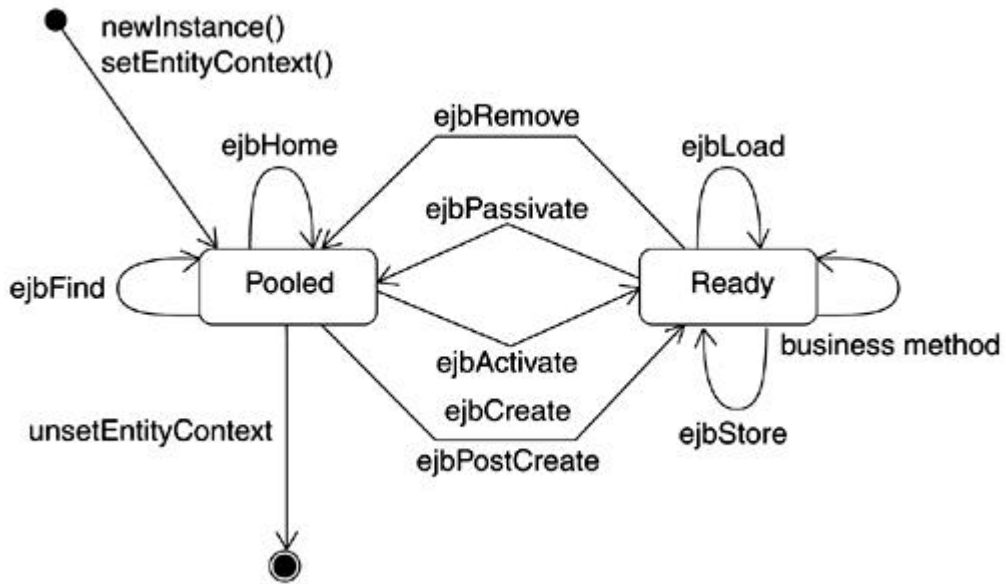 newInstance()
setEntityContext()
ejbRemove
ejbHome
ejbLoad
ejbPassivate
ejbFind
Pooled
Ready
ejbActivate
business method
ejbCreate
unsetEntityContext
ejbStore
ejbPostCreate